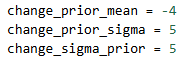 change_prior_mean = -4
change_prior_sigma = 5
change_sigma_prior = 5